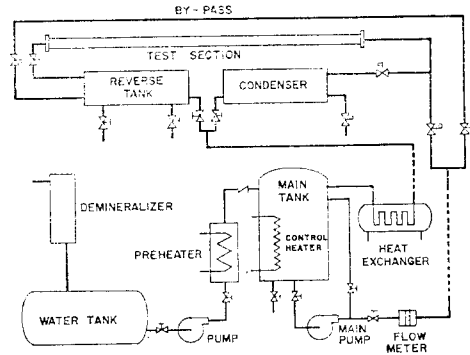 BY-PASS
TEST SECTION
REVERSE
TANK
CONDENSER
DEMINERALIZER
MAIN
TANK
CONTROL
HEATER
PREHEATER
HEAT
EXCHANGER
WATER TANK
PUMP
MAIN
PUMP
FLOW
METER